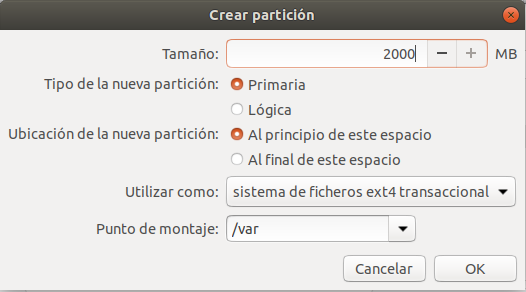 Crear partición
Tamaño: 2000 − + MB
Tipo de la nueva partición: Primaria
Lógica
Ubicación de la nueva partición: Al principio de este espacio
Al final de este espacio
Utilizar como: sistema de ficheros ext4 transaccional
Punto de montaje: /var
Cancelar OK